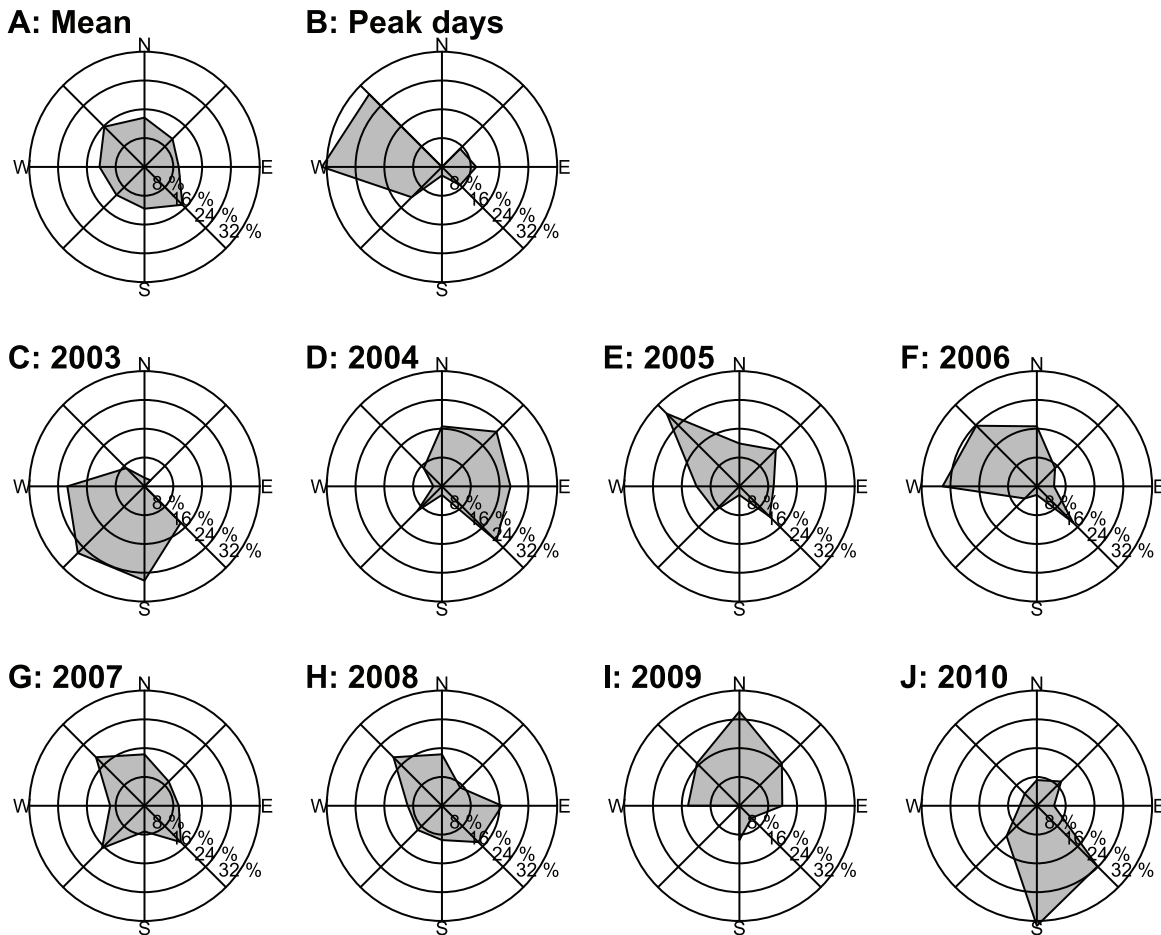 A: Mean
N
W
E
S
8 %
16 %
24 %
32 %
B: Peak days
N
W
E
S
8 %
16 %
24 %
32 %
C: 2003
N
W
E
S
8 %
16 %
24 %
32 %
D: 2004
N
W
E
S
8 %
16 %
24 %
32 %
E: 2005
N
W
E
S
8 %
16 %
24 %
32 %
F: 2006
N
W
E
S
8 %
16 %
24 %
32 %
G: 2007
N
W
E
S
8 %
16 %
24 %
32 %
H: 2008
N
W
E
S
8 %
16 %
24 %
32 %
I: 2009
N
W
E
S
8 %
16 %
24 %
32 %
J: 2010
N
W
E
S
8 %
16 %
24 %
32 %